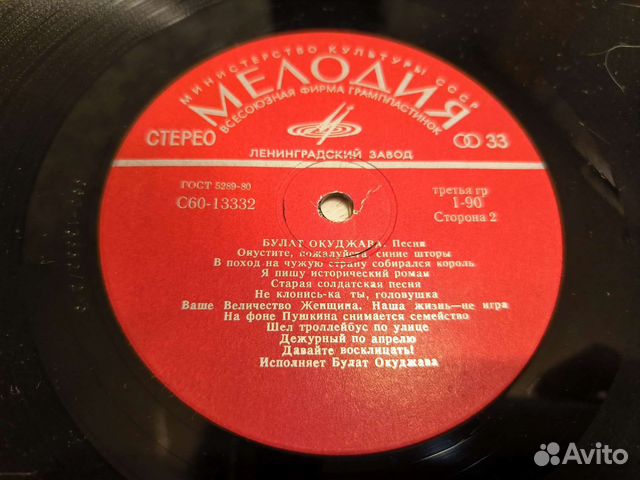 МИНИСТЕРСТВО КУЛЬТУРЫ СССР
МЕЛОДИЯ
ВСЕСОЮЗНАЯ ФИРМА ГРАМПЛАСТИНОК
СТЕРЕО
33
ЛЕНИНГРАДСКИЙ ЗАВОД
ГОСТ 5289-80
С60-13332
третья гр
1-90
Сторона 2
БУЛАТ ОКУДЖАВА. Песни
Опустите, пожалуйста синие шторы
В поход на чужую страну собирался король
Я пишу исторический роман
Старая солдатская песня
Не клонись-ка ты, головушка
Ваше Величество Женщина. Наша жизнь—не игра
На фоне Пушкина снимается семейство
Шел троллейбус по улице
Дежурный по апрелю
Давайте восклицать!
Исполняет Булат Окуджава
Avito